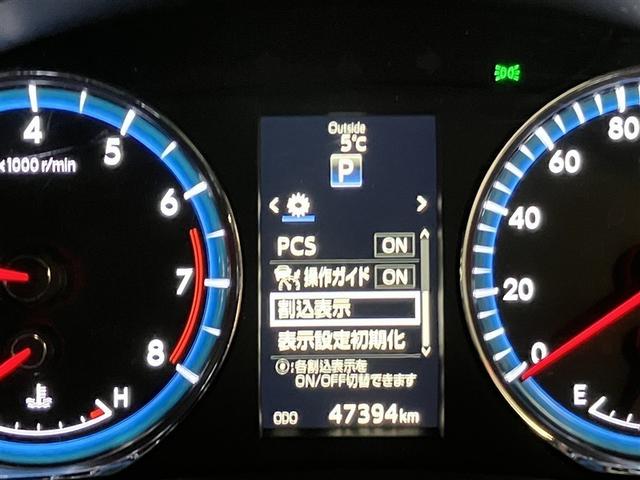 4
5
6
7
8
×1000 r/min
H
Outside
5℃
P
< >
PCS ON
操作ガイド ON
割込表示
表示設定初期化
:各割込表示を
ON/OFF切替できます
ODO 47394km
80
60
40
20
0
E